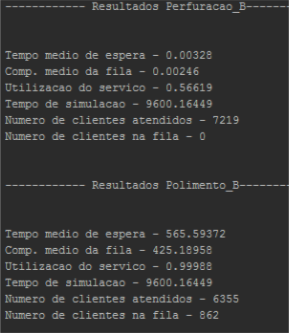 ------------ Resultados Perfuracao_B-------
Tempo medio de espera - 0.00328
Comp. medio da fila - 0.00246
Utilizacao do servico - 0.56619
Tempo de simulacao - 9600.16449
Numero de clientes atendidos - 7219
Numero de clientes na fila - 0
------------ Resultados Polimento_B--------
Tempo medio de espera - 565.59372
Comp. medio da fila - 425.18958
Utilizacao do servico - 0.99988
Tempo de simulacao - 9600.16449
Numero de clientes atendidos - 6355
Numero de clientes na fila - 862